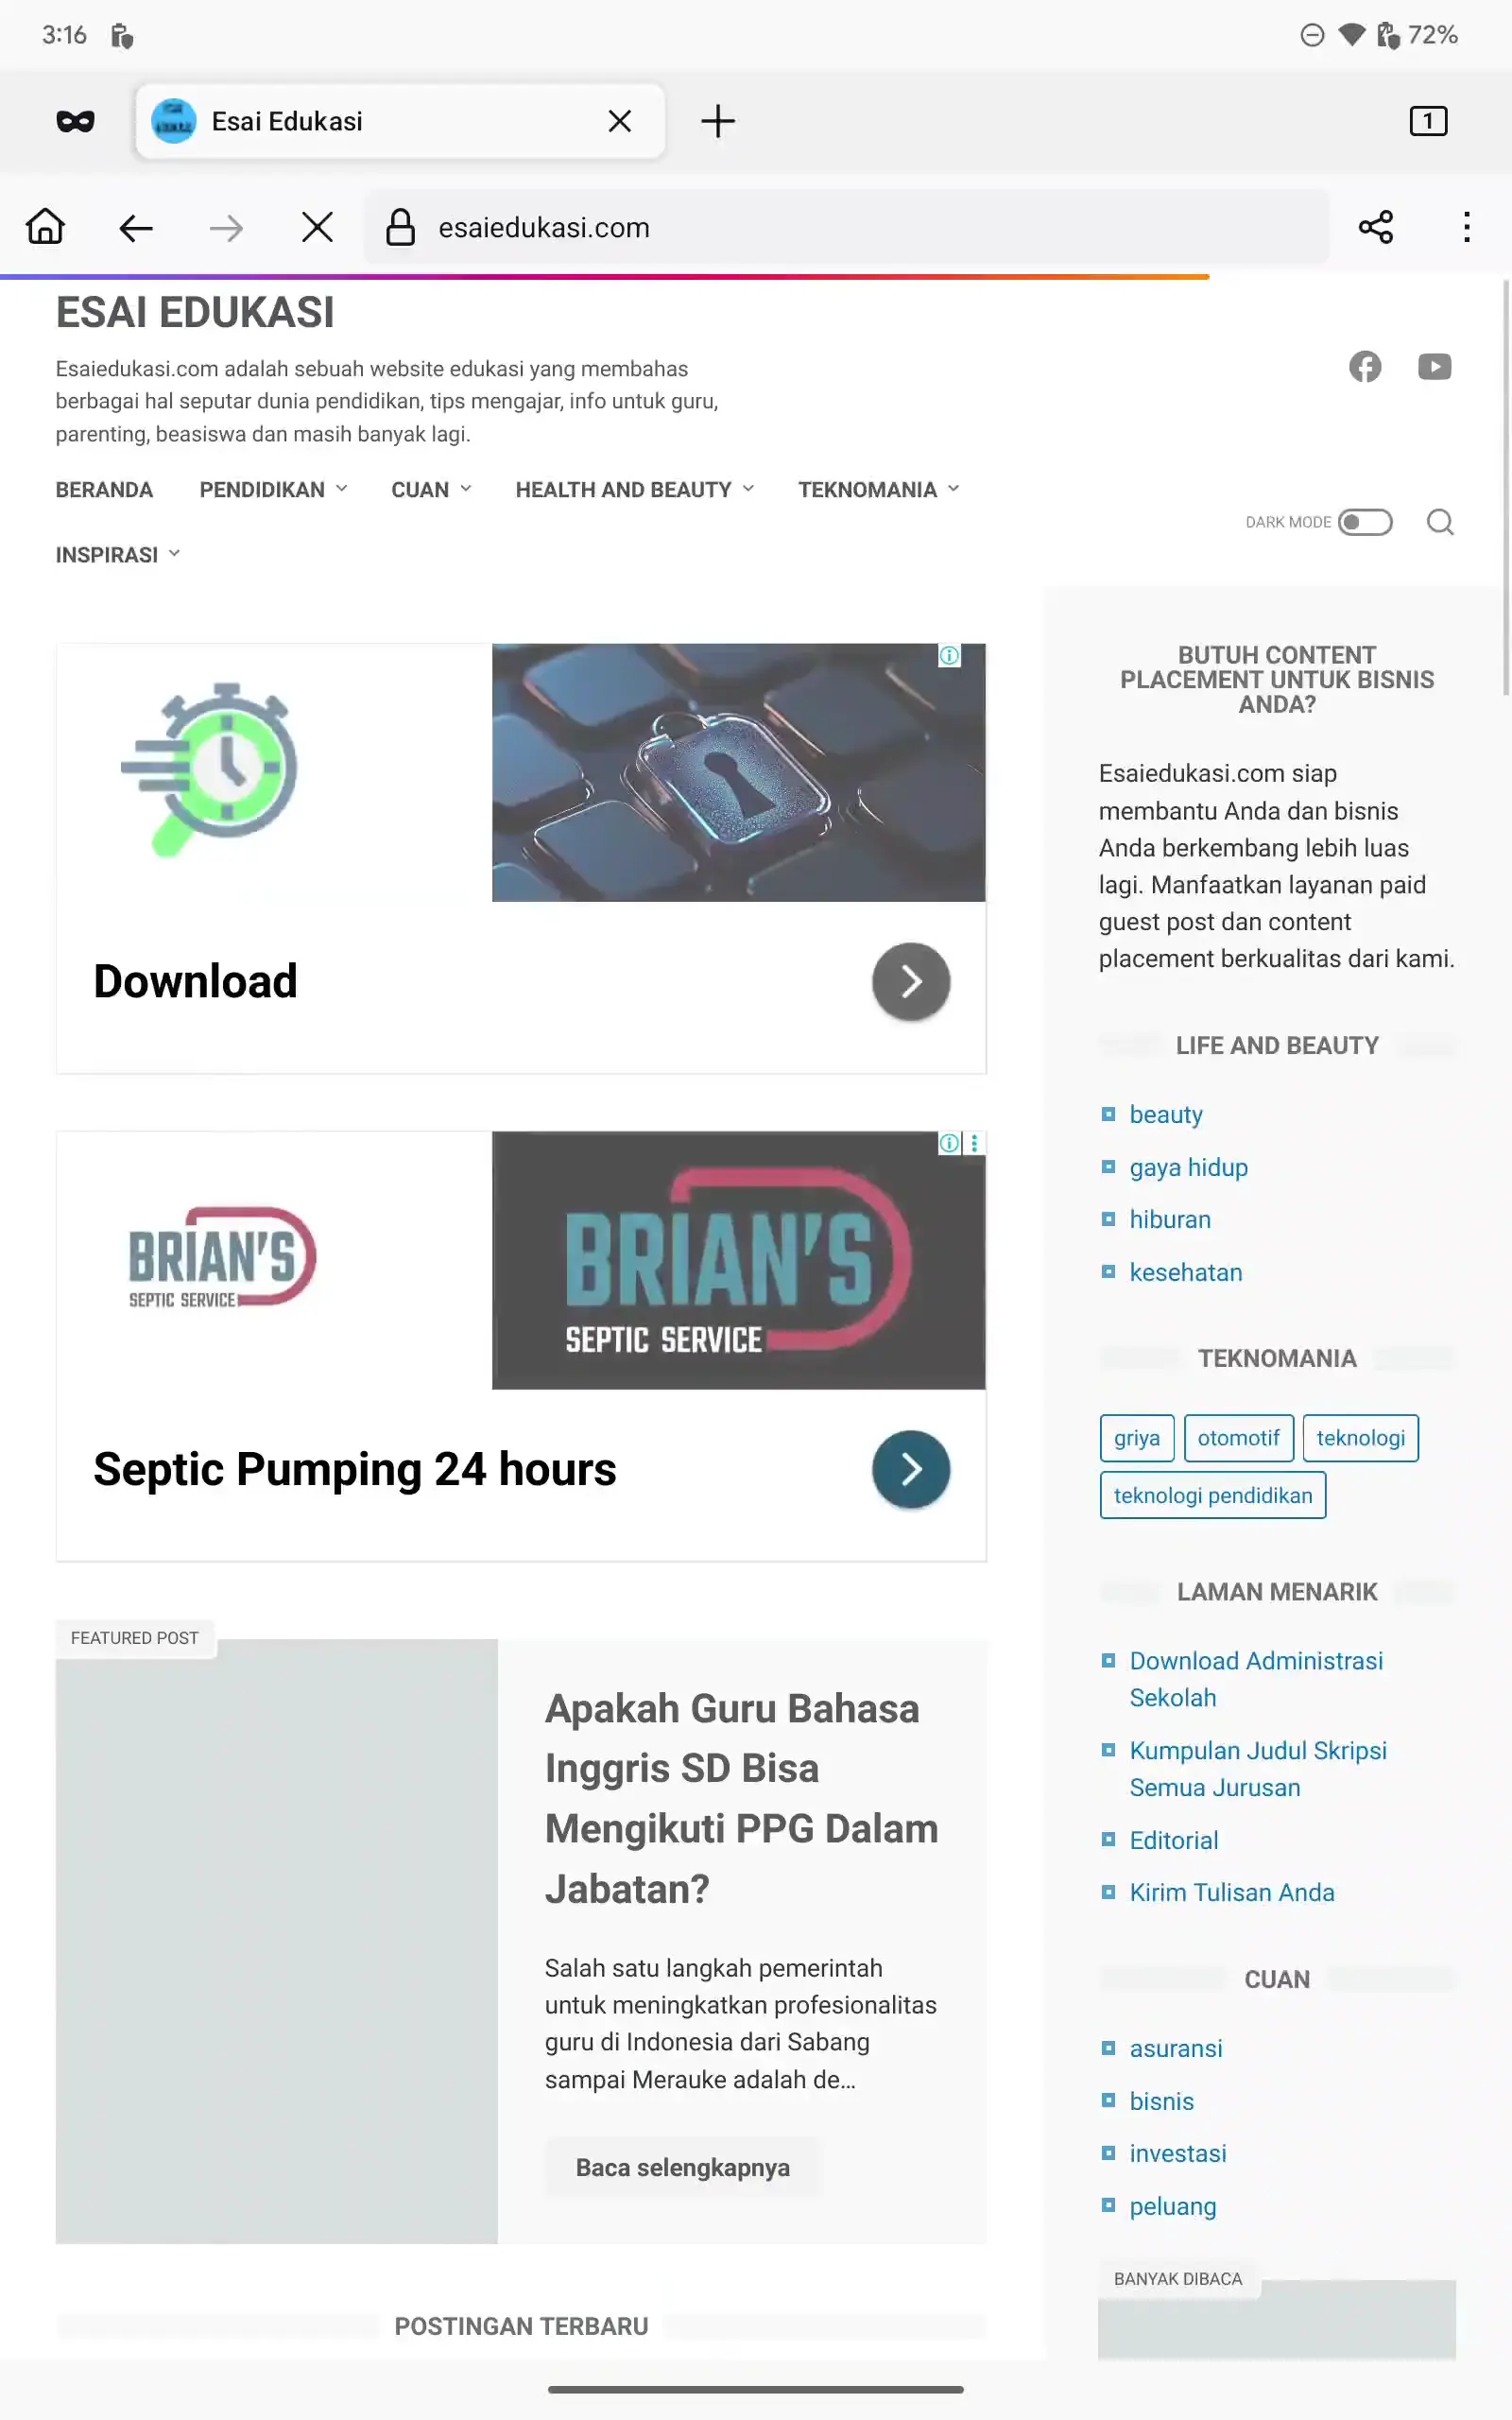 3:16
72%
Esai Edukasi
1
esaiedukasi.com
ESAI EDUKASI
Esaiedukasi.com adalah sebuah website edukasi yang membahas
berbagai hal seputar dunia pendidikan, tips mengajar, info untuk guru,
parenting, beasiswa dan masih banyak lagi.
BERANDA PENDIDIKAN CUAN HEALTH AND BEAUTY TEKNOMANIA
INSPIRASI
DARK MODE
Download
BRIAN'S
SEPTIC SERVICE
BRIAN'S
SEPTIC SERVICE
Septic Pumping 24 hours
FEATURED POST
Apakah Guru Bahasa
Inggris SD Bisa
Mengikuti PPG Dalam
Jabatan?
Salah satu langkah pemerintah
untuk meningkatkan profesionalitas
guru di Indonesia dari Sabang
sampai Merauke adalah de...
Baca selengkapnya
POSTINGAN TERBARU
BUTUH CONTENT
PLACEMENT UNTUK BISNIS
ANDA?
Esaiedukasi.com siap
membantu Anda dan bisnis
Anda berkembang lebih luas
lagi. Manfaatkan layanan paid
guest post dan content
placement berkualitas dari kami.
LIFE AND BEAUTY
beauty
gaya hidup
hiburan
kesehatan
TEKNOMANIA
griya otomotif teknologi
teknologi pendidikan
LAMAN MENARIK
Download Administrasi
Sekolah
Kumpulan Judul Skripsi
Semua Jurusan
Editorial
Kirim Tulisan Anda
CUAN
asuransi
bisnis
investasi
peluang
BANYAK DIBACA